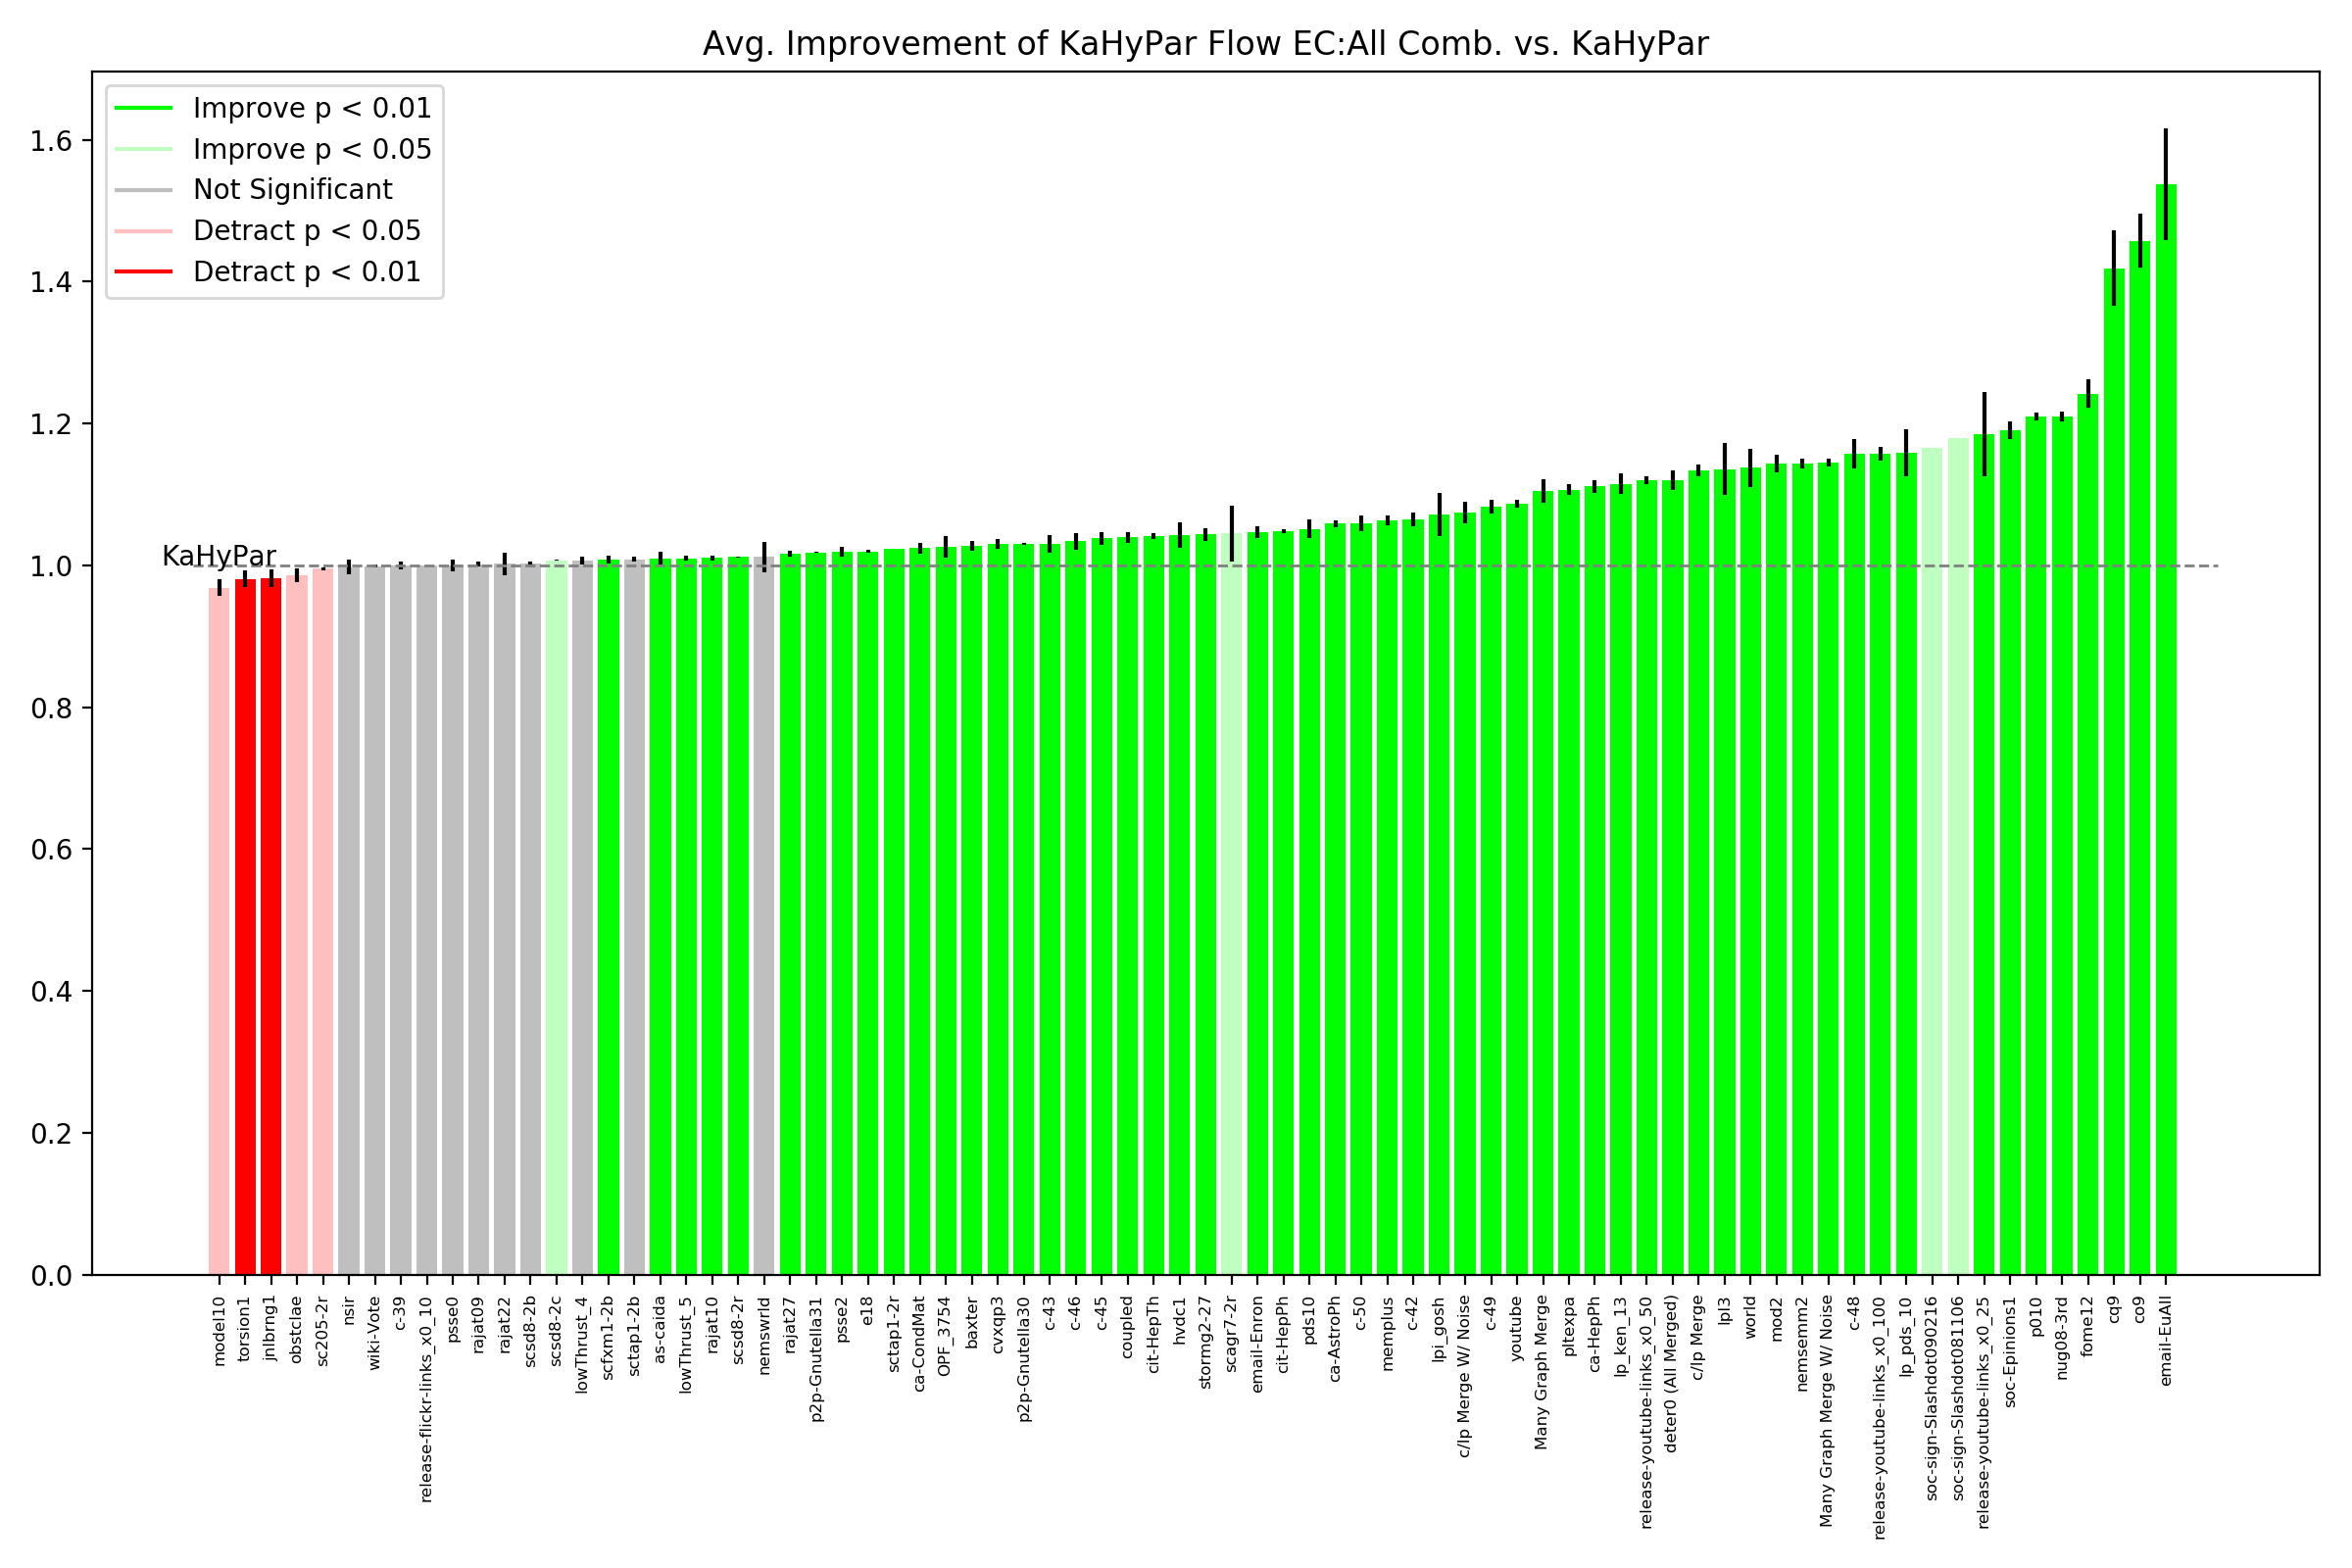 Avg. Improvement of KaHyPar Flow EC:All Comb. vs. KaHyPar
Improve p < 0.01
Improve p < 0.05
Not Significant
Detract p < 0.05
Detract p < 0.01
1.6
1.4
1.2
1.0
0.8
0.6
0.4
0.2
0.0
KaHyPar
model10
torsion1
jnlbrng1
obstclae
sc205-2r
nsir
wiki-Vote
c-39
release-flickr-links_x0_10
psse0
rajat09
rajat22
scsd8-2b
scsd8-2c
lowThrust_4
scfxm1-2b
sctap1-2b
as-caida
lowThrust_5
rajat10
scsd8-2r
nemswrld
rajat27
p2p-Gnutella31
psse2
e18
sctap1-2r
ca-CondMat
OPF_3754
baxter
cvxqp3
p2p-Gnutella30
c-43
c-46
c-45
coupled
cit-HepTh
hvdc1
stormg2-27
scagr7-2r
email-Enron
cit-HepPh
pds10
ca-AstroPh
c-50
memplus
c-42
lpi_gosh
c/lp Merge W/ Noise
c-49
youtube
Many Graph Merge
pltexpa
ca-HepPh
lp_ken_13
release-youtube-links_x0_50
deter0 (All Merged)
c/lp Merge
lpl3
world
mod2
nemsemm2
Many Graph Merge W/ Noise
c-48
release-youtube-links_x0_100
lp_pds_10
soc-sign-Slashdot090216
soc-sign-Slashdot081106
release-youtube-links_x0_25
soc-Epinions1
p010
nug08-3rd
fome12
cq9
co9
email-EuAll